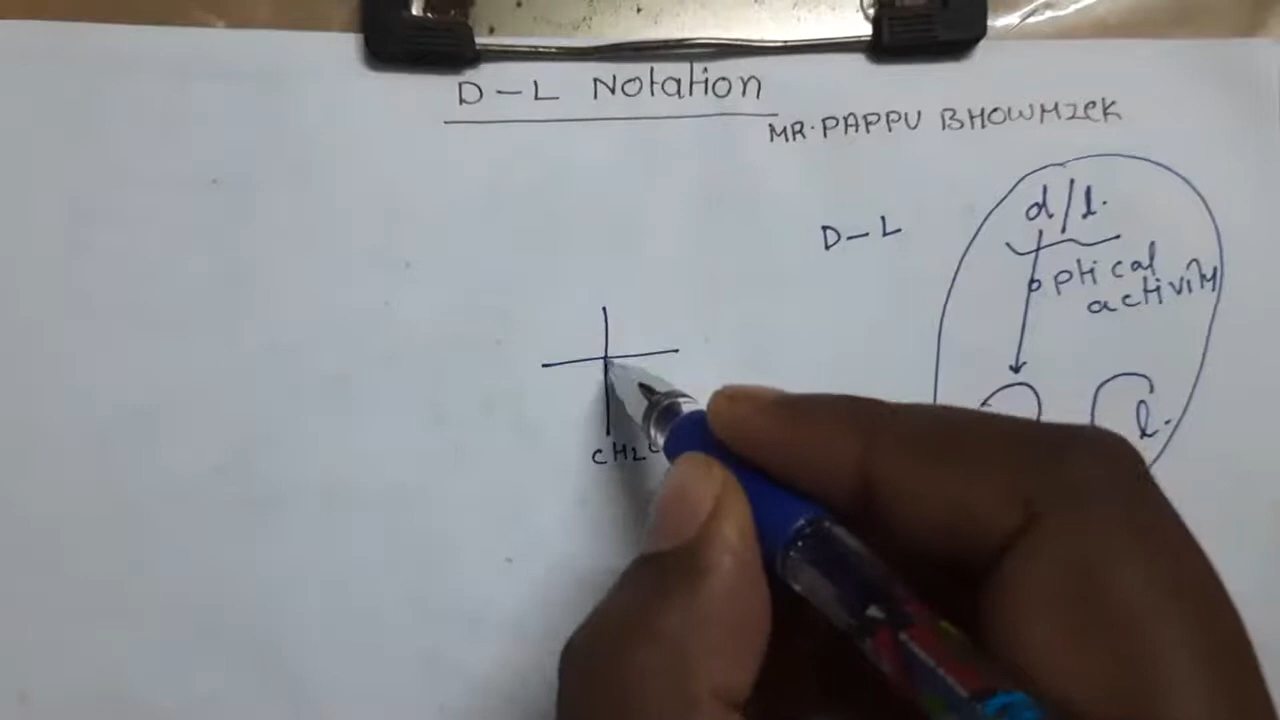 D-L Notation
MR. PAPPU BHOWMICK
D-L
d/l.
optical
activity
l.